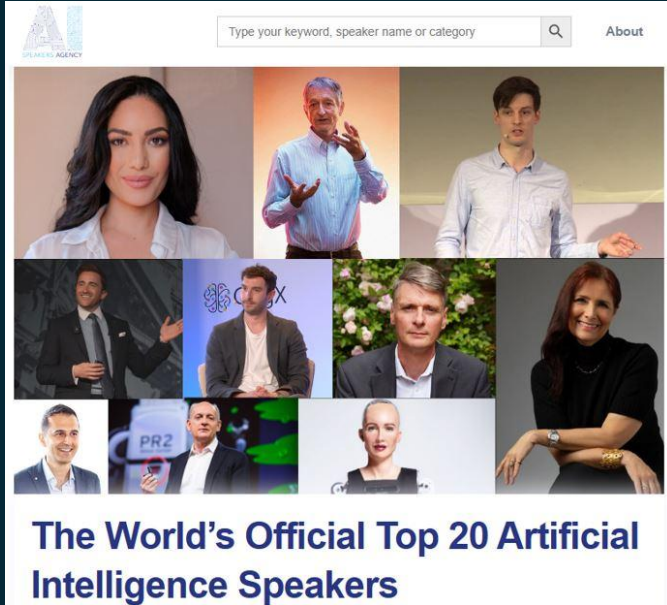 AI
SPEAKERS AGENCY
Type your keyword, speaker name or category
About
PR2
The World's Official Top 20 Artificial
Intelligence Speakers